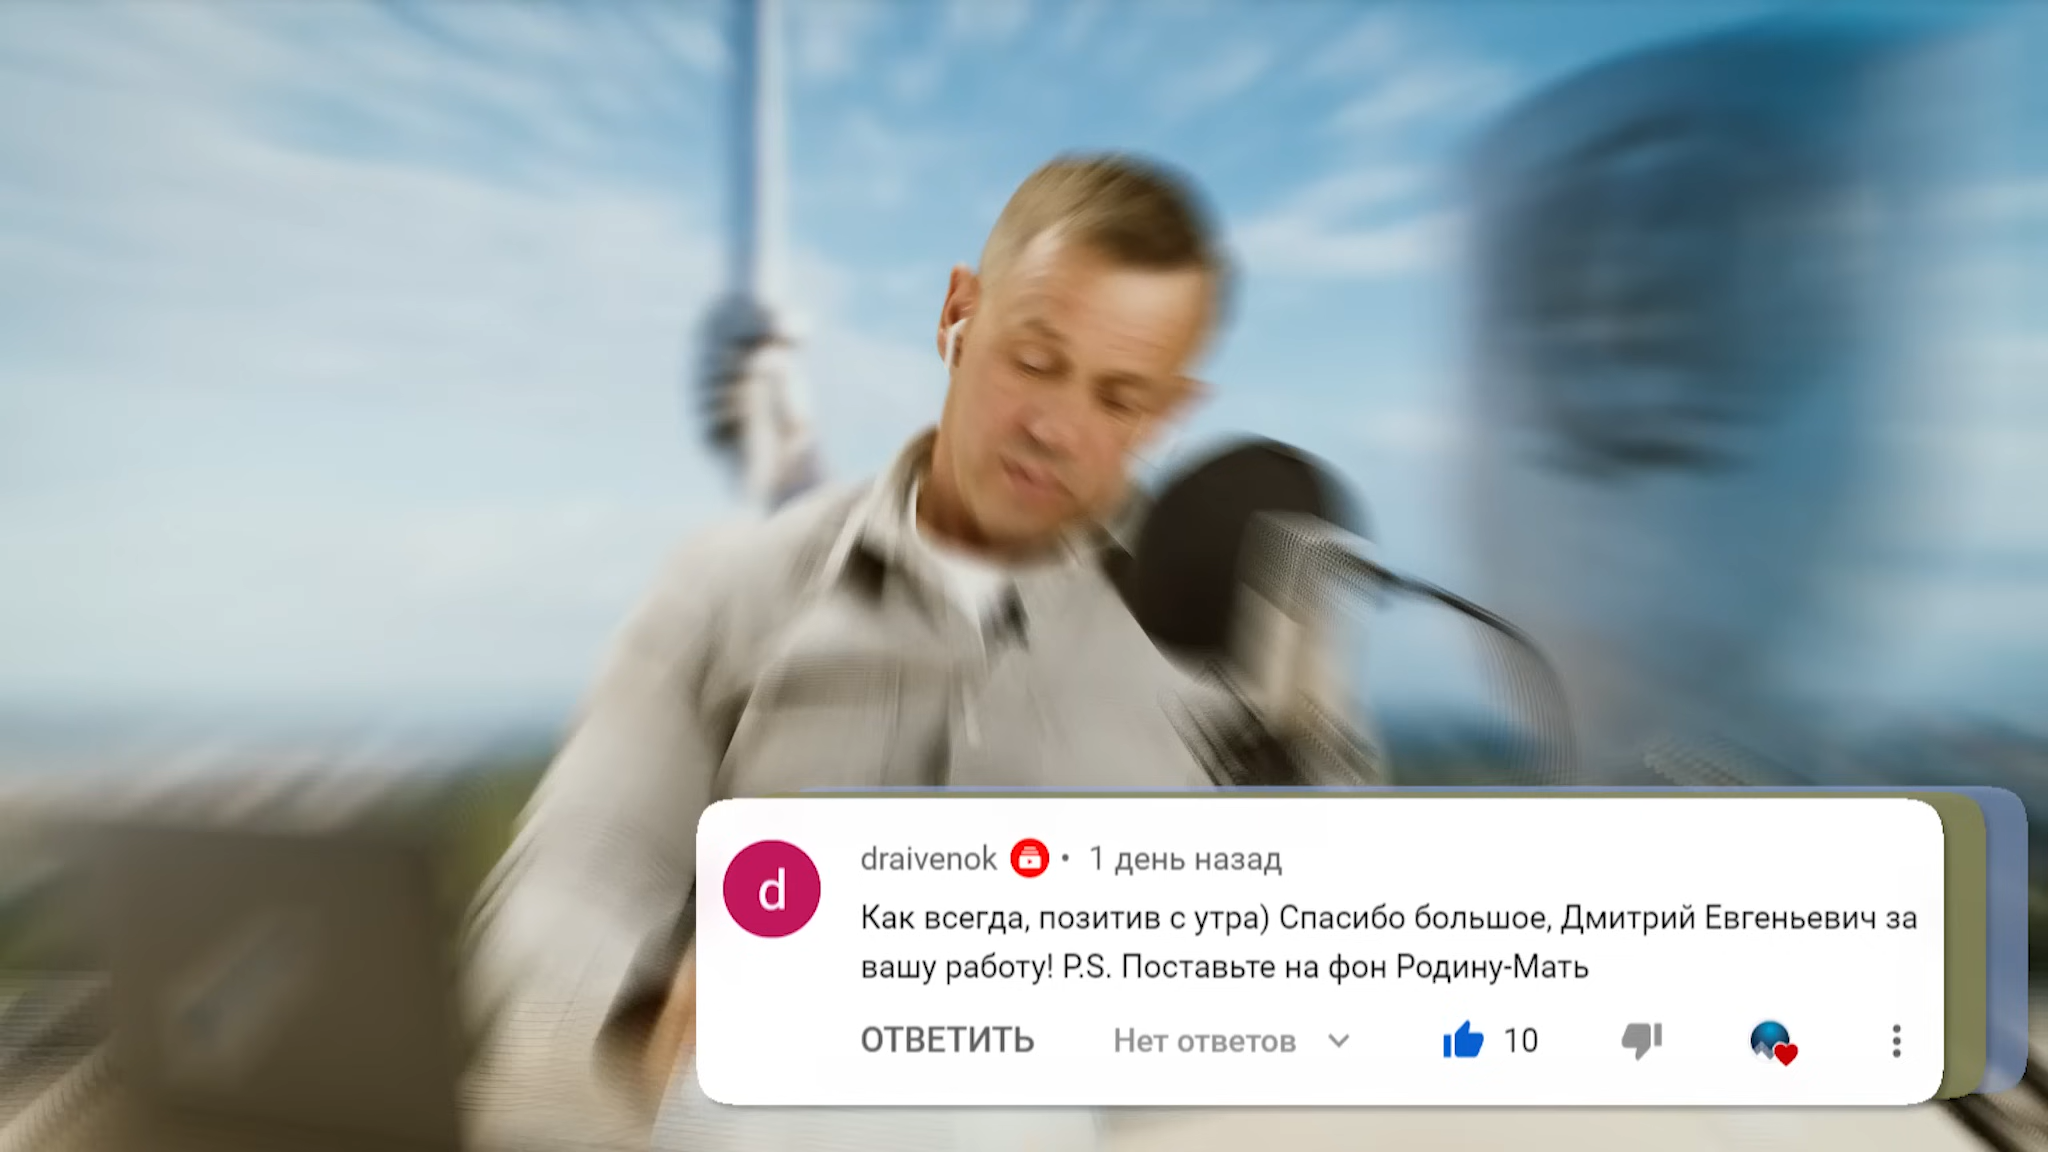 d
draivenok • 1 день назад
Как всегда, позитив с утра) Спасибо большое, Дмитрий Евгеньевич за
вашу работу! P.S. Поставьте на фон Родину-Мать
ОТВЕТИТЬ Нет ответов 10